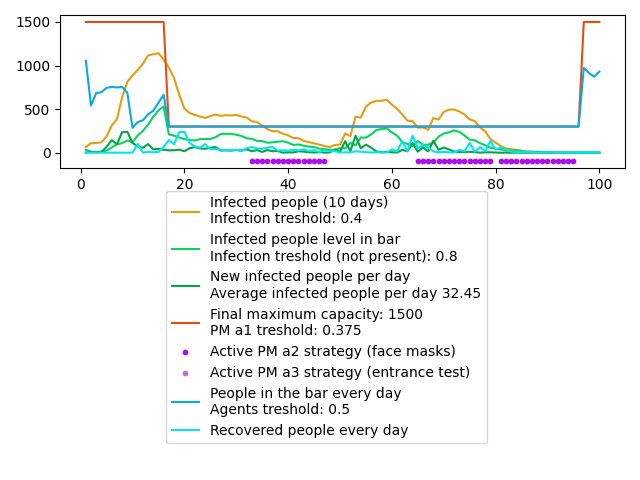 1500
1000
500
0
0
20
40
60
80
100
Infected people (10 days)
Infection treshold: 0.4
Infected people level in bar
Infection treshold (not present): 0.8
New infected people per day
Average infected people per day 32.45
Final maximum capacity: 1500
PM a1 treshold: 0.375
Active PM a2 strategy (face masks)
Active PM a3 strategy (entrance test)
People in the bar every day
Agents treshold: 0.5
Recovered people every day